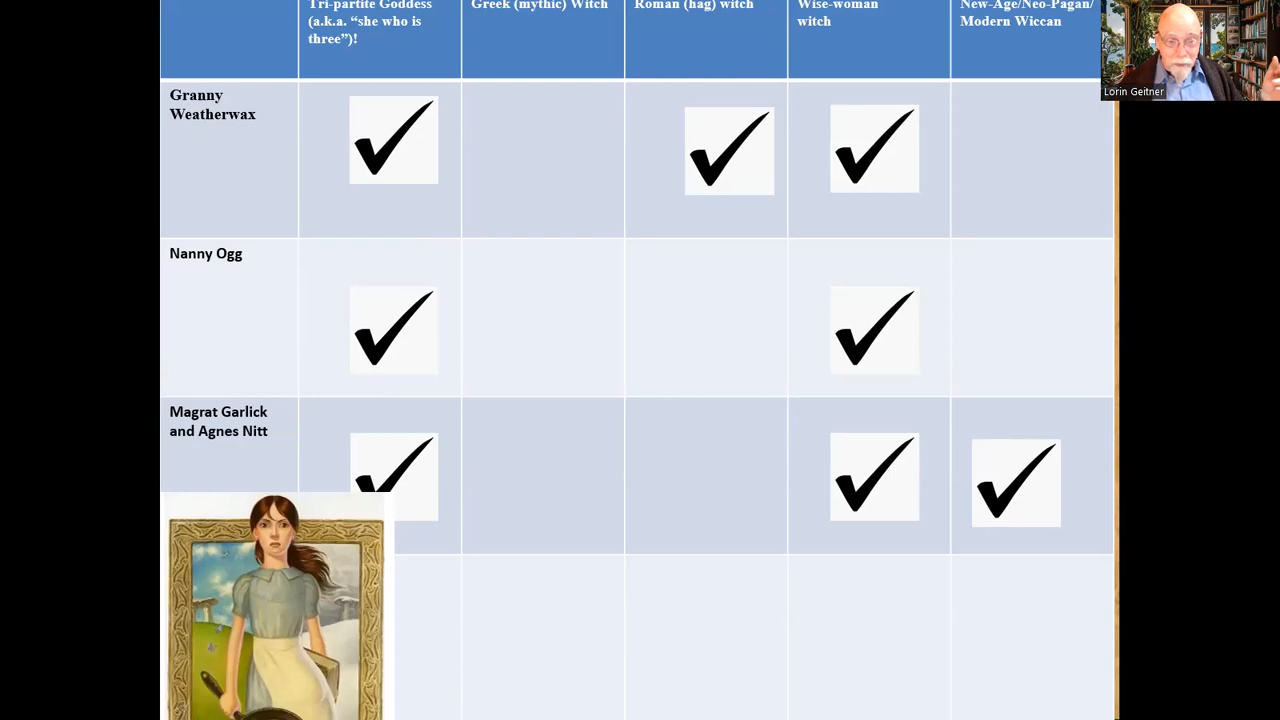 Tri-partite Goddess
(a.k.a. “she who is
three”)!
Greek (mythic) Witch
Roman (hag) witch
Wise-woman
witch
New-Age/Neo-Pagan/
Modern Wiccan
Lorin Geitner
Granny
Weatherwax
Nanny Ogg
Magrat Garlick
and Agnes Nitt